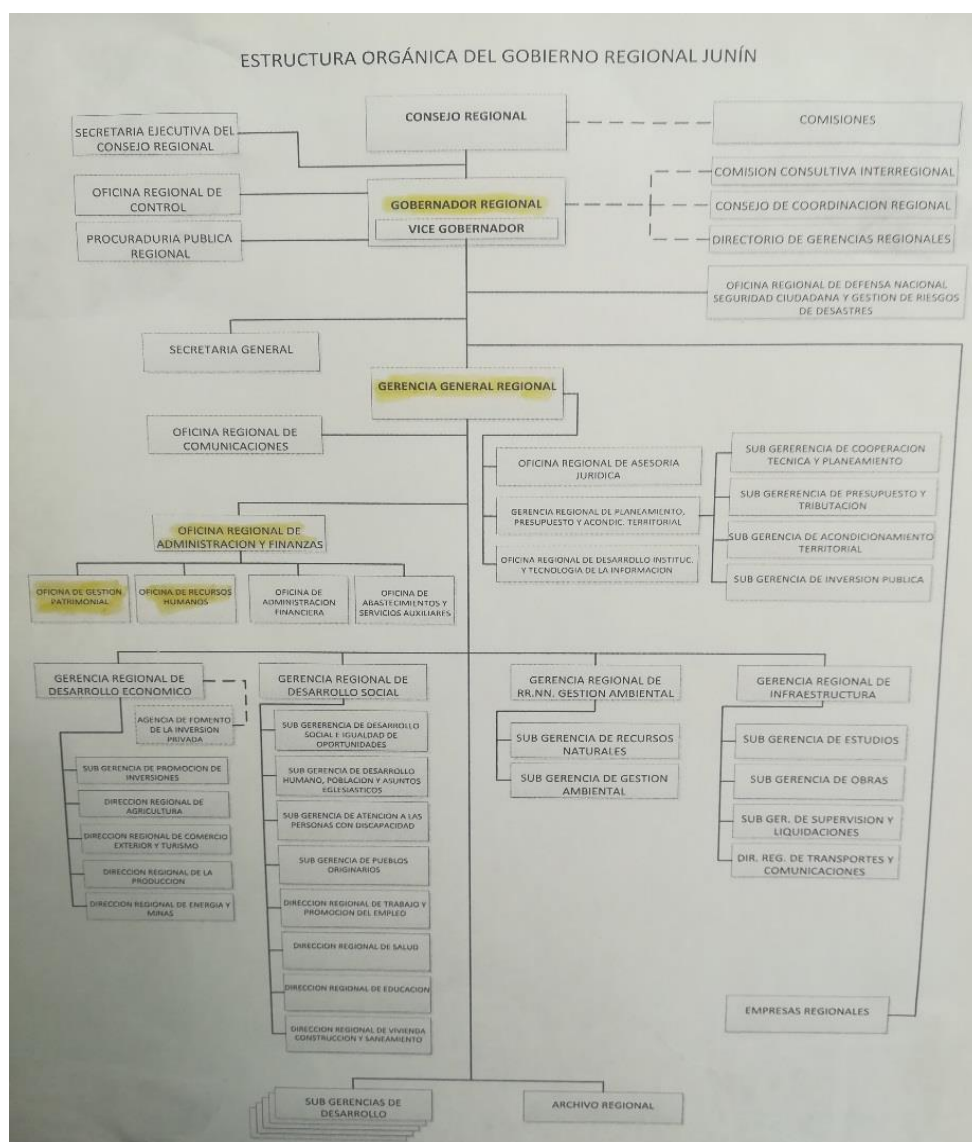 ESTRUCTURA ORGÁNICA DEL GOBIERNO REGIONAL JUNÍN
CONSEJO REGIONAL
COMISIONES
SECRETARIA EJECUTIVA DEL
CONSEJO REGIONAL
COMISION CONSULTIVA INTERREGIONAL
OFICINA REGIONAL DE
CONTROL
GOBERNADOR REGIONAL
VICE GOBERNADOR
CONSEJO DE COORDINACION REGIONAL
PROCURADURIA PUBLICA
REGIONAL
DIRECTORIO DE GERENCIAS REGIONALES
OFICINA REGIONAL DE DEFENSA NACIONAL
SEGURIDAD CIUDADANA Y GESTION DE RIESGOS
DE DESASTRES
SECRETARIA GENERAL
GERENCIA GENERAL REGIONAL
OFICINA REGIONAL DE
COMUNICACIONES
OFICINA REGIONAL DE ASESORIA
JURIDICA
GERENCIA REGIONAL DE PLANEAMIENTO,
PRESUPUESTO Y ACONDIC. TERRITORIAL
OFICINA REGIONAL DE DESARROLLO INSTITUC.
Y TECNOLOGIA DE LA INFORMACION
SUB GERERENCIA DE COOPERACION
TECNICA Y PLANEAMIENTO
SUB GERERENCIA DE PRESUPUESTO Y
TRIBUTACION
SUB GERENCIA DE ACONDICIONAMIENTO
TERRITORIAL
SUB GERENCIA DE INVERSION PUBLICA
OFICINA REGIONAL DE
ADMINISTRACION Y FINANZAS
OFICINA DE GESTION
PATRIMONIAL
OFICINA DE RECURSOS
HUMANOS
OFICINA DE
ADMINISTRACION
FINANCIERA
OFICINA DE
ABASTECIMIENTOS Y
SERVICIOS AUXILIARES
GERENCIA REGIONAL DE
DESARROLLO ECONOMICO
AGENCIA DE FOMENTO
DE LA INVERSION
PRIVADA
SUB GERENCIA DE PROMOCION DE
INVERSIONES
DIRECCION REGIONAL DE
AGRICULTURA
DIRECCION REGIONAL DE COMERCIO
EXTERIOR Y TURISMO
DIRECCION REGIONAL DE LA
PRODUCCION
DIRECCION REGIONAL DE ENERGIA Y
MINAS
GERENCIA REGIONAL DE
DESARROLLO SOCIAL
SUB GERERENCIA DE DESARROLLO
SOCIAL E IGUALDAD DE
OPORTUNIDADES
SUB GERENCIA DE DESARROLLO
HUMANO, POBLACION Y ASUNTOS
EGLESIASTICOS
SUB GERENCIA DE ATENCION A LAS
PERSONAS CON DISCAPACIDAD
SUB GERENCIA DE PUEBLOS
ORIGINARIOS
DIRECCION REGIONAL DE TRABAJO Y
PROMOCION DEL EMPLEO
DIRECCION REGIONAL DE SALUD
DIRECCION REGIONAL DE EDUCACION
DIRECCION REGIONAL DE VIVIENDA
CONSTRUCCION Y SANEAMIENTO
GERENCIA REGIONAL DE
RR.NN. GESTION AMBIENTAL
SUB GERENCIA DE RECURSOS
NATURALES
SUB GERENCIA DE GESTION
AMBIENTAL
GERENCIA REGIONAL DE
INFRAESTRUCTURA
SUB GERENCIA DE ESTUDIOS
SUB GERENCIA DE OBRAS
SUB GER. DE SUPERVISION Y
LIQUIDACIONES
DIR. REG. DE TRANSPORTES Y
COMUNICACIONES
EMPRESAS REGIONALES
SUB GERENCIAS DE
DESARROLLO
ARCHIVO REGIONAL